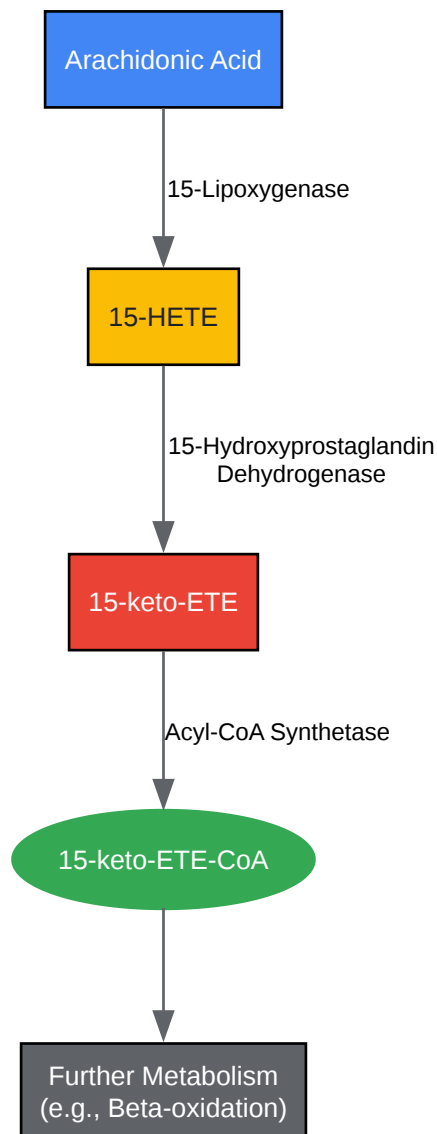 Arachidonic Acid
15-Lipoxygenase
15-HETE
15-Hydroxyprostaglandin
Dehydrogenase
15-keto-ETE
Acyl-CoA Synthetase
15-keto-ETE-CoA
Further Metabolism
(e.g., Beta-oxidation)